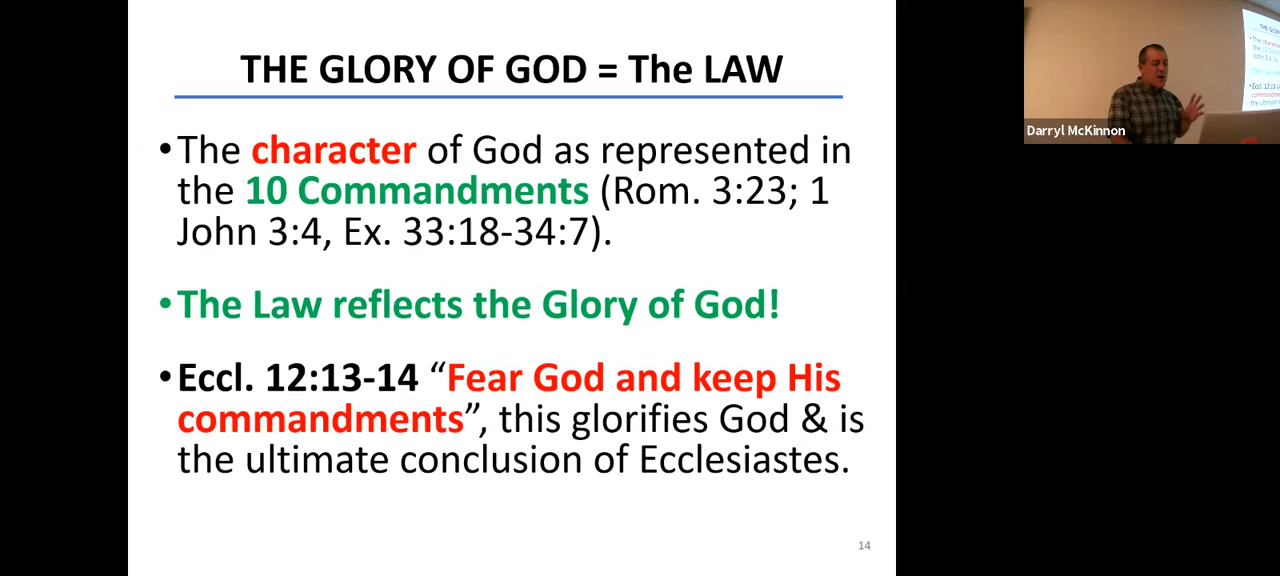 THE GLORY OF GOD = The LAW
•The character of God as represented in
the 10 Commandments (Rom. 3:23; 1
John 3:4, Ex. 33:18-34:7).
•The Law reflects the Glory of God!
•Eccl. 12:13-14 “Fear God and keep His
commandments”, this glorifies God & is
the ultimate conclusion of Ecclesiastes.
14
Darryl McKinnon